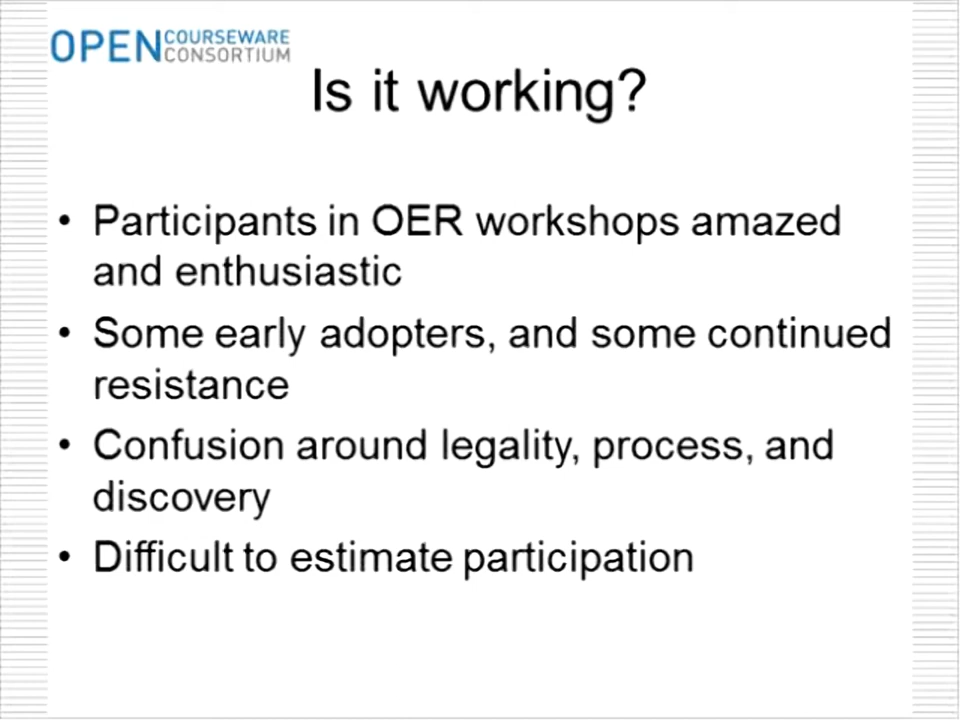 OPEN COURSEWARE CONSORTIUM
Is it working?
• Participants in OER workshops amazed
and enthusiastic
• Some early adopters, and some continued
resistance
• Confusion around legality, process, and
discovery
• Difficult to estimate participation